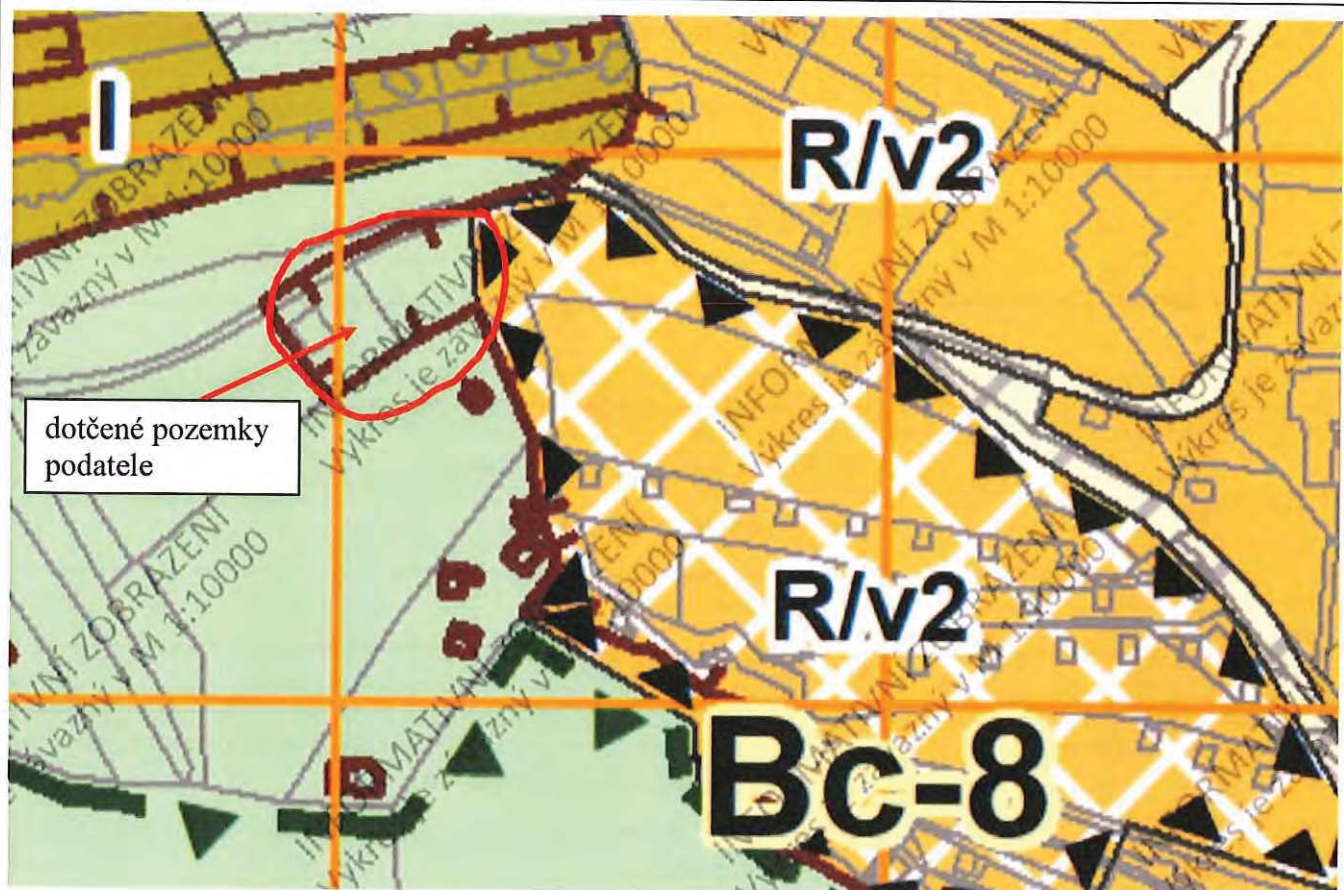 I
R/v2
dotčené pozemky
podatele
R/v2
Bc-8
INFORMATIVNÍ ZOBRAZENÍ
Výkres je závazný v M 1:10000